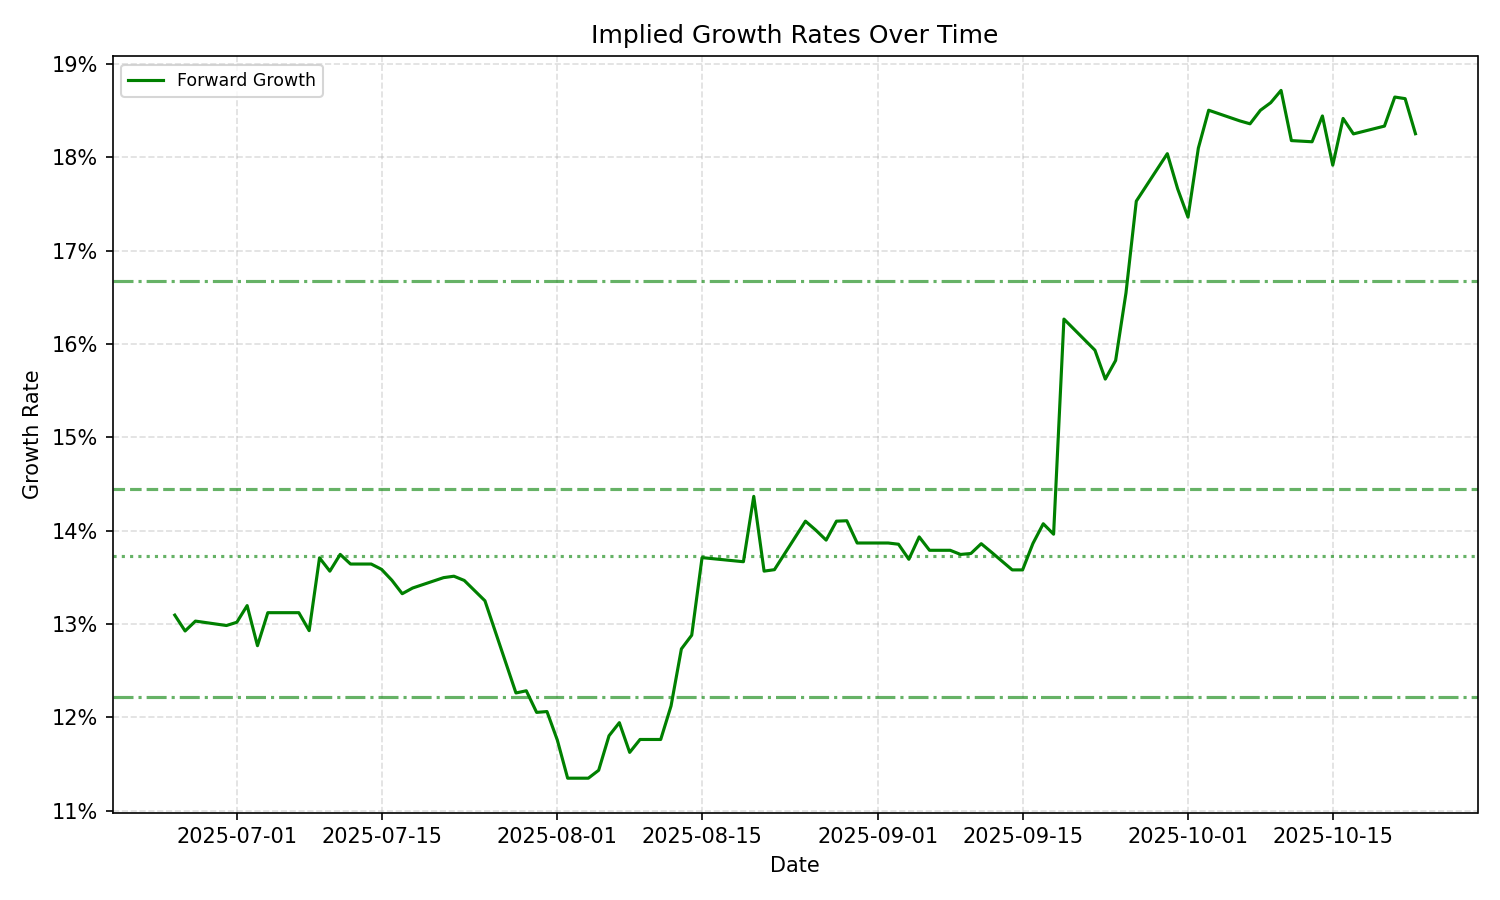 Implied Growth Rates Over Time
Forward Growth
19%
18%
17%
16%
15%
14%
13%
12%
11%
Growth Rate
2025-07-01 2025-07-15 2025-08-01 2025-08-15 2025-09-01 2025-09-15 2025-10-01 2025-10-15
Date